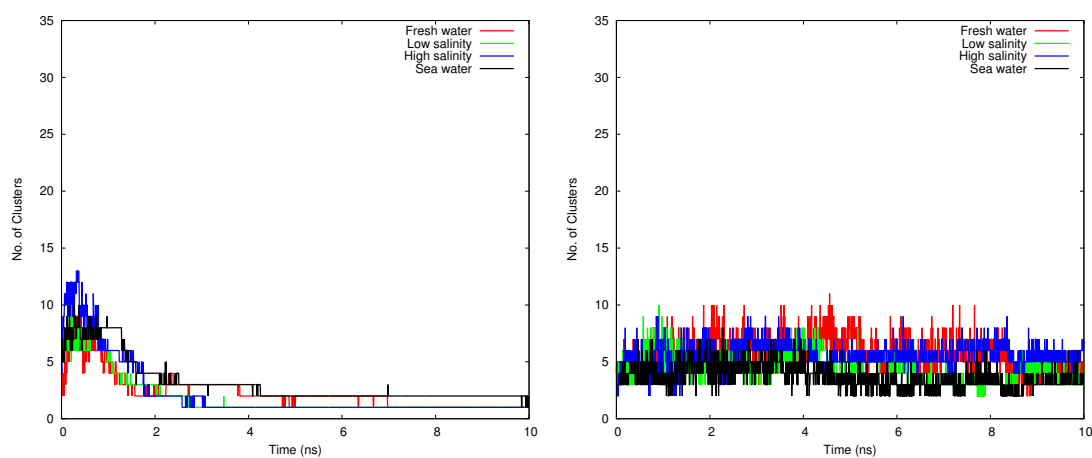 35
30
25
20
15
10
5
0
No. of Clusters
0 2 4 6 8 10
Time (ns)
Fresh water
Low salinity
High salinity
Sea water
35
30
25
20
15
10
5
0
No. of Clusters
0 2 4 6 8 10
Time (ns)
Fresh water
Low salinity
High salinity
Sea water